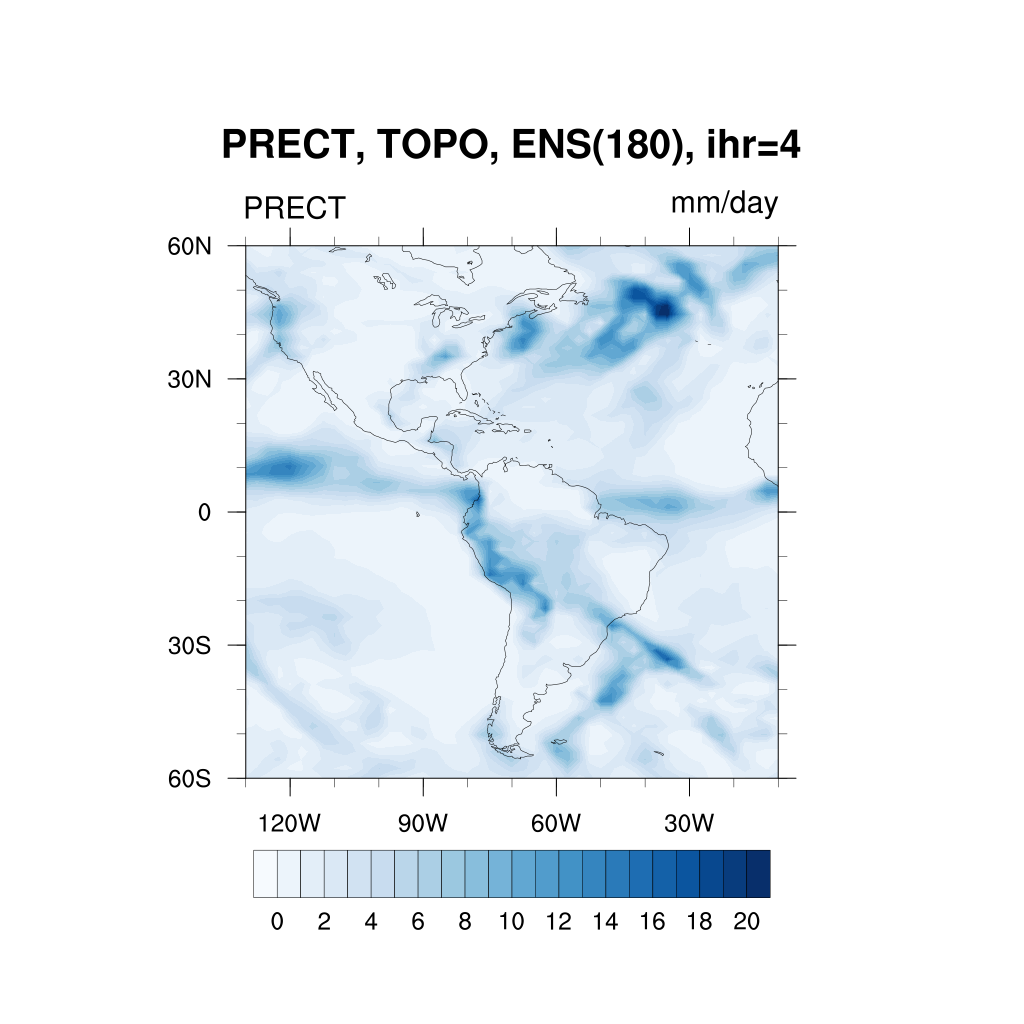 PRECT, TOPO, ENS(180), ihr=4
PRECT mm/day
60N
30N
0
30S
60S
120W 90W 60W 30W
0 2 4 6 8 10 12 14 16 18 20